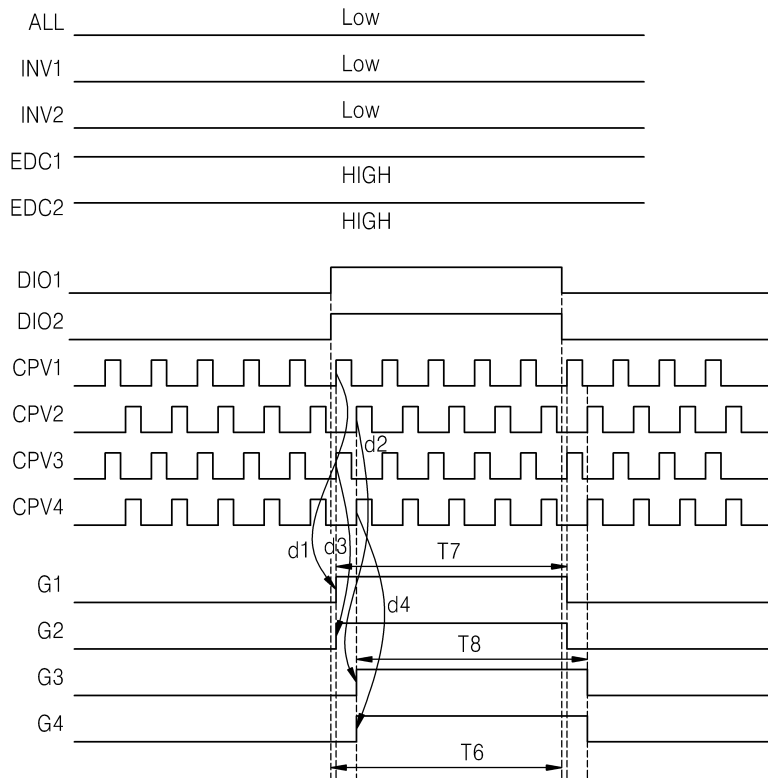 ALL Low
INV1 Low
INV2 Low
EDC1 HIGH
EDC2 HIGH
DIO1
DIO2
CPV1
CPV2
d2
CPV3
CPV4
d1 d3 T7
G1
d4
G2
T8
G3
G4
T6